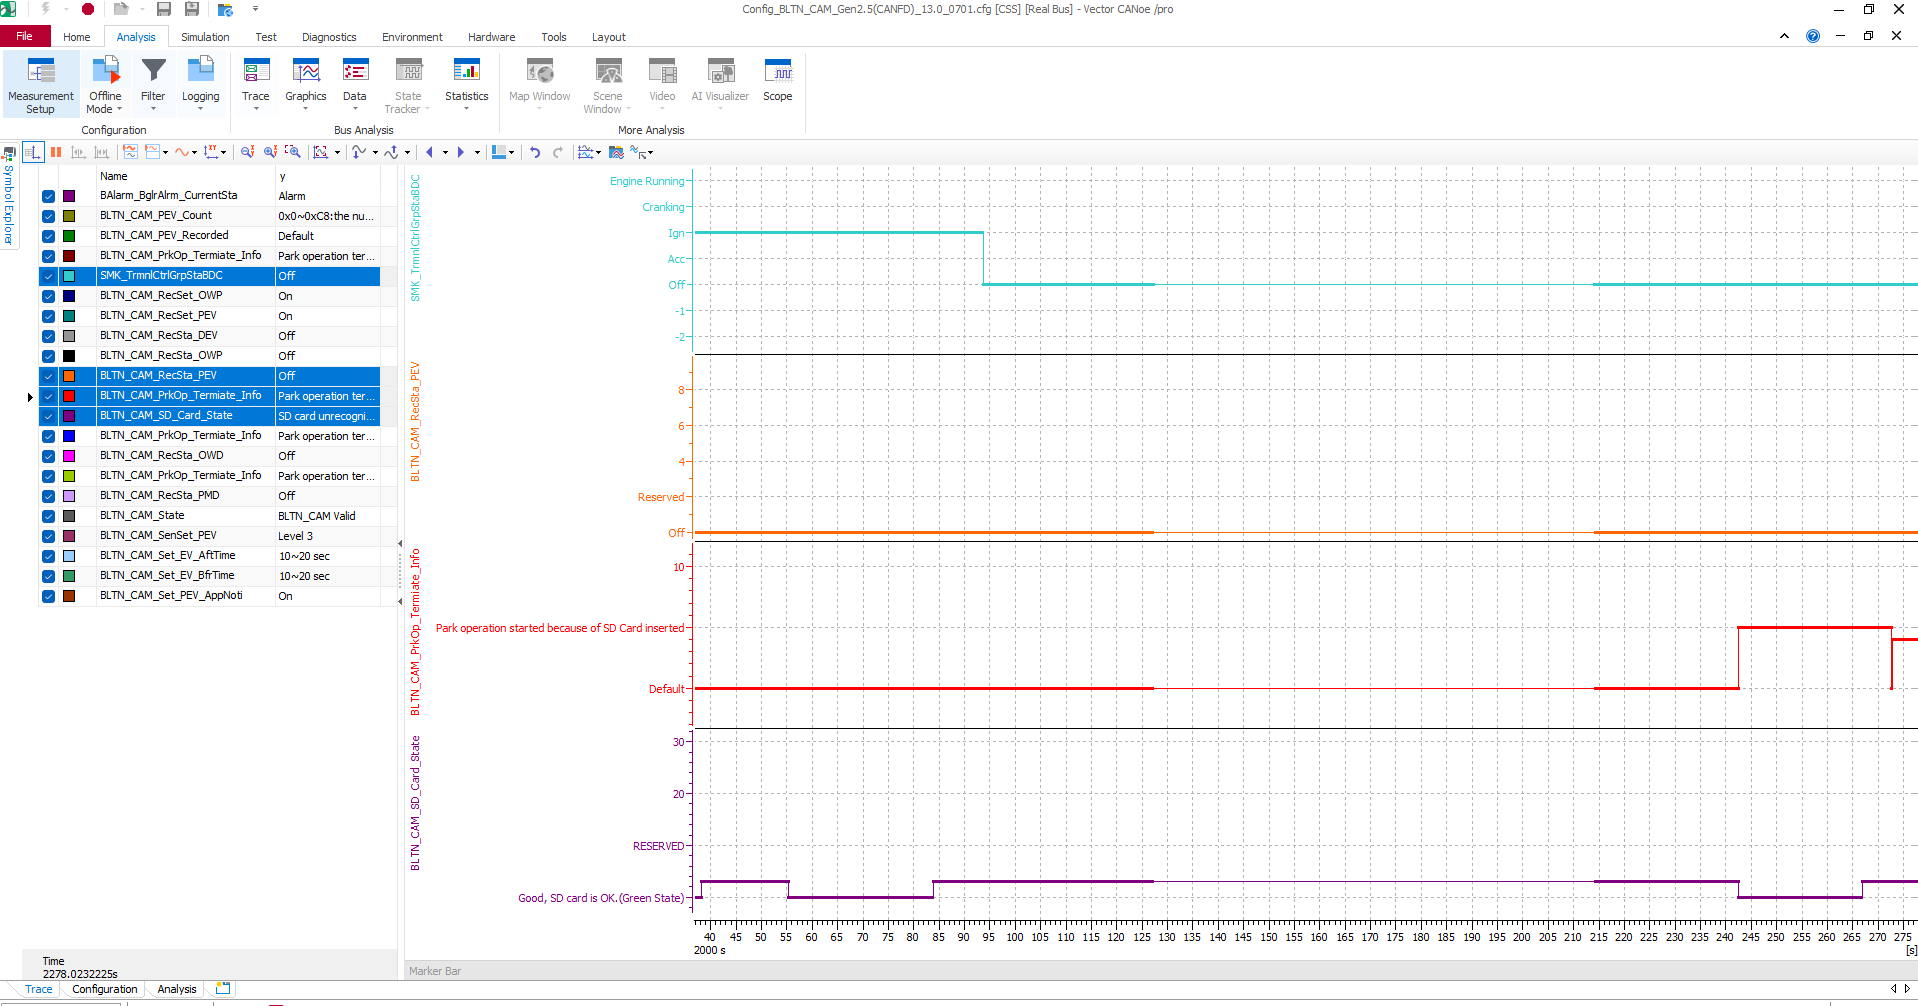 Config_BLTN_CAM_Gen2.5(CANFD)_13.0_0701.cfg [CSS] [Real Bus] - Vector CANoe /pro
File Home Analysis Simulation Test Diagnostics Environment Hardware Tools Layout
Measurement Setup
Offline Mode
Filter
Logging
Trace
Graphics
Data
State Tracker
Statistics
Map Window
Scene Window
Video
AI Visualizer
Scope
Configuration
Bus Analysis
More Analysis
Symbol Explorer
Name y
BAlarm_BglrAlrm_CurrentSta Alarm
BLTN_CAM_PEV_Count 0x0~0xC8:the nu...
BLTN_CAM_PEV_Recorded Default
BLTN_CAM_PrkOp_Termiate_Info Park operation ter...
SMK_TrmnlCtrlGrpStaBDC Off
BLTN_CAM_RecSet_OWP On
BLTN_CAM_RecSet_PEV On
BLTN_CAM_RecSta_DEV Off
BLTN_CAM_RecSta_OWP Off
BLTN_CAM_RecSta_PEV Off
BLTN_CAM_PrkOp_Termiate_Info Park operation ter...
BLTN_CAM_SD_Card_State SD card unrecogni...
BLTN_CAM_PrkOp_Termiate_Info Park operation ter...
BLTN_CAM_RecSta_OWD Off
BLTN_CAM_PrkOp_Termiate_Info Park operation ter...
BLTN_CAM_RecSta_PMD Off
BLTN_CAM_State BLTN_CAM Valid
BLTN_CAM_SenSet_PEV Level 3
BLTN_CAM_Set_EV_AftTime 10~20 sec
BLTN_CAM_Set_EV_BfrTime 10~20 sec
BLTN_CAM_Set_PEV_AppNoti On
Time
2278.0232225s
SMK_TrmnlCtrlGrpStaBDC
Engine Running
Cranking
Ign
Acc
Off
-1
-2
BLTN_CAM_RecSta_PEV
8
6
4
Reserved
Off
BLTN_CAM_PrkOp_Termiate_Info
10
Park operation started because of SD Card inserted
Default
BLTN_CAM_SD_Card_State
30
20
RESERVED
Good, SD card is OK.(Green State)
40 45 50 55 60 65 70 75 80 85 90 95 100 105 110 115 120 125 130 135 140 145 150 155 160 165 170 175 180 185 190 195 200 205 210 215 220 225 230 235 240 245 250 255 260 265 270 275
2000 s [s]
Marker Bar
Trace Configuration Analysis